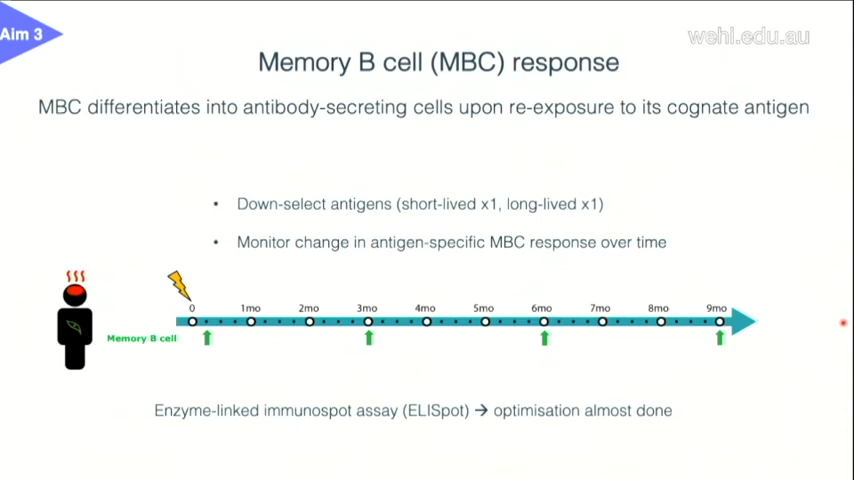 Aim 3
wehi.edu.au
Memory B cell (MBC) response
MBC differentiates into antibody-secreting cells upon re-exposure to its cognate antigen
• Down-select antigens (short-lived x1, long-lived x1)
• Monitor change in antigen-specific MBC response over time
0 1mo 2mo 3mo 4mo 5mo 6mo 7mo 8mo 9mo
Memory B cell
Enzyme-linked immunospot assay (ELISpot) → optimisation almost done